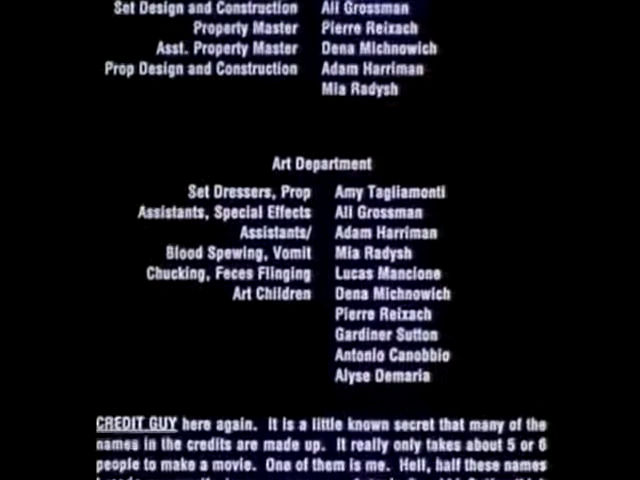 Set Design and Construction Ali Grossman
Property Master Pierre Reixach
Asst. Property Master Dena Michnowich
Prop Design and Construction Adam Harriman
Mia Radysh
Art Department
Set Dressers, Prop Amy Tagliamonti
Assistants, Special Effects Ali Grossman
Assistants/ Adam Harriman
Blood Spewing, Vomit Mia Radysh
Chucking, Feces Flinging Lucas Mancione
Art Children Dena Michnowich
Pierre Reixach
Gardiner Sutton
Antonio Canobbio
Alyse Demaria
CREDIT GUY here again. It is a little known secret that many of the
names in the credits are made up. It really only takes about 5 or 6
people to make a movie. One of them is me. Hell, half these names